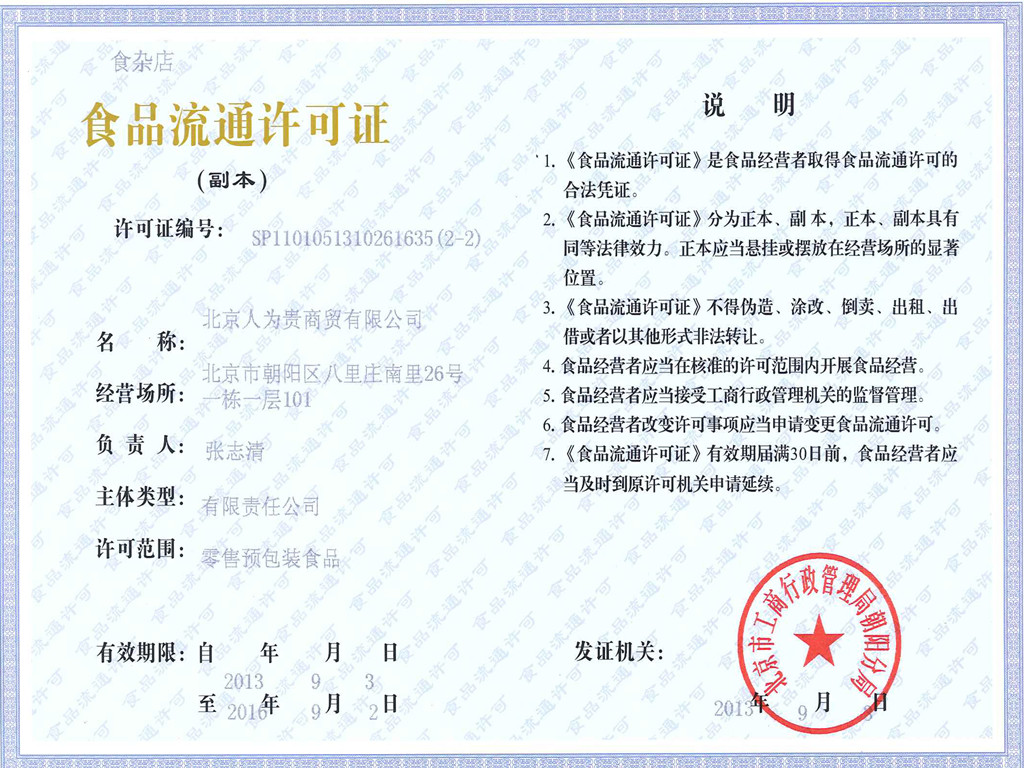 食杂店
食品流通许可证
(副本)
许可证编号： SP1101051310261635(2-2)
名 称： 北京人为贵商贸有限公司
经营场所： 北京市朝阳区八里庄南里26号
一栋一层101
负 责 人： 张志清
主体类型： 有限责任公司
许可范围： 零售预包装食品
有效期限：自 年 月 日
2013 9 3
至 2016年 9月 2日
说 明
1.《食品流通许可证》是食品经营者取得食品流通许可的
合法凭证。
2.《食品流通许可证》分为正本、副本，正本、副本具有
同等法律效力。正本应当悬挂或摆放在经营场所的显著
位置。
3.《食品流通许可证》不得伪造、涂改、倒卖、出租、出
借或者以其他形式非法转让。
4.食品经营者应当在核准的许可范围内开展食品经营。
5.食品经营者应当接受工商行政管理机关的监督管理。
6.食品经营者改变许可事项应当申请变更食品流通许可。
7.《食品流通许可证》有效期届满30日前，食品经营者应
当及时到原许可机关申请延续。
发证机关：
北京市工商行政管理局朝阳分局
2013年 9月 3日